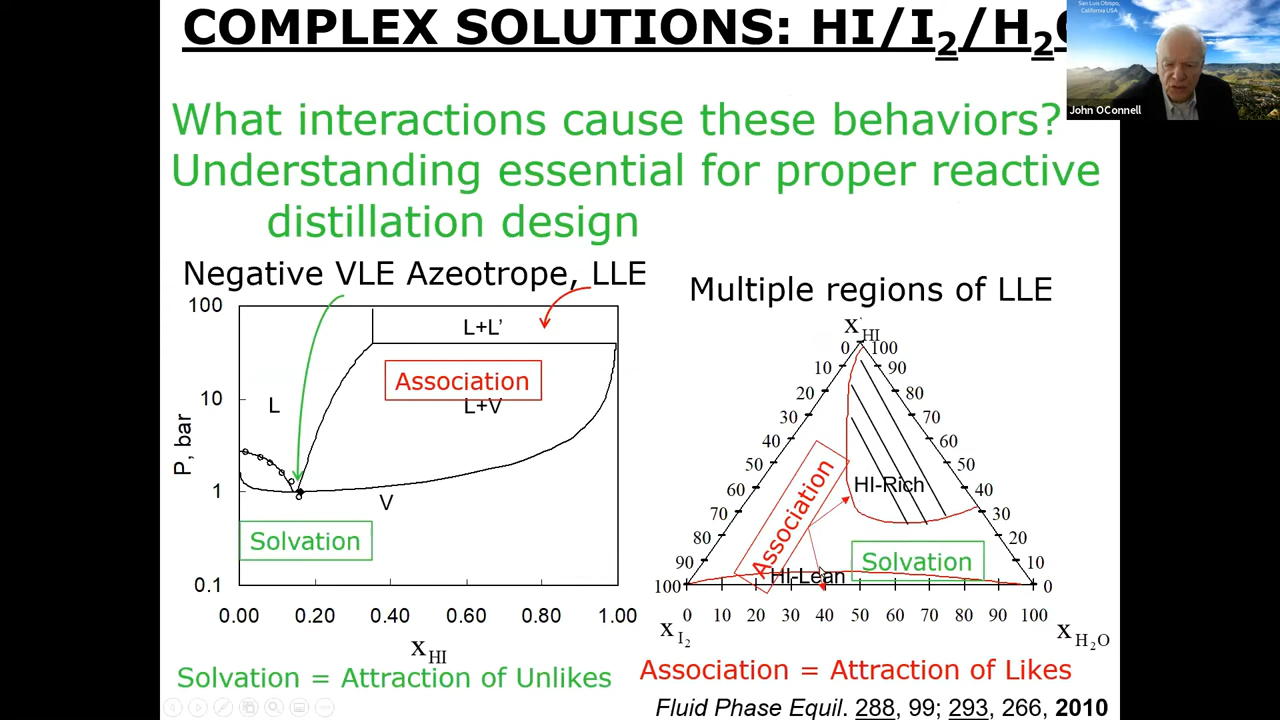 COMPLEX SOLUTIONS: HI/I2/H2
San Luis Obispo,
California USA
John OConnell
What interactions cause these behaviors?
Understanding essential for proper reactive
distillation design
Negative VLE Azeotrope, LLE
100
10
1
0.1
P, bar
L+L'
Association
L+V
L
V
Solvation
0.00 0.20 0.40 0.60 0.80 1.00
xHI
Solvation = Attraction of Unlikes
Multiple regions of LLE
xHI
0 100
10 90
20 80
30 70
40 60
50 50
60 40
70 30
80 20
90 10
100 0
Association
HI-Rich
Solvation
HI-Lean
0 10 20 30 40 50 60 70 80 90 100
xI2
xH2O
Association = Attraction of Likes
Fluid Phase Equil. 288, 99; 293, 266, 2010